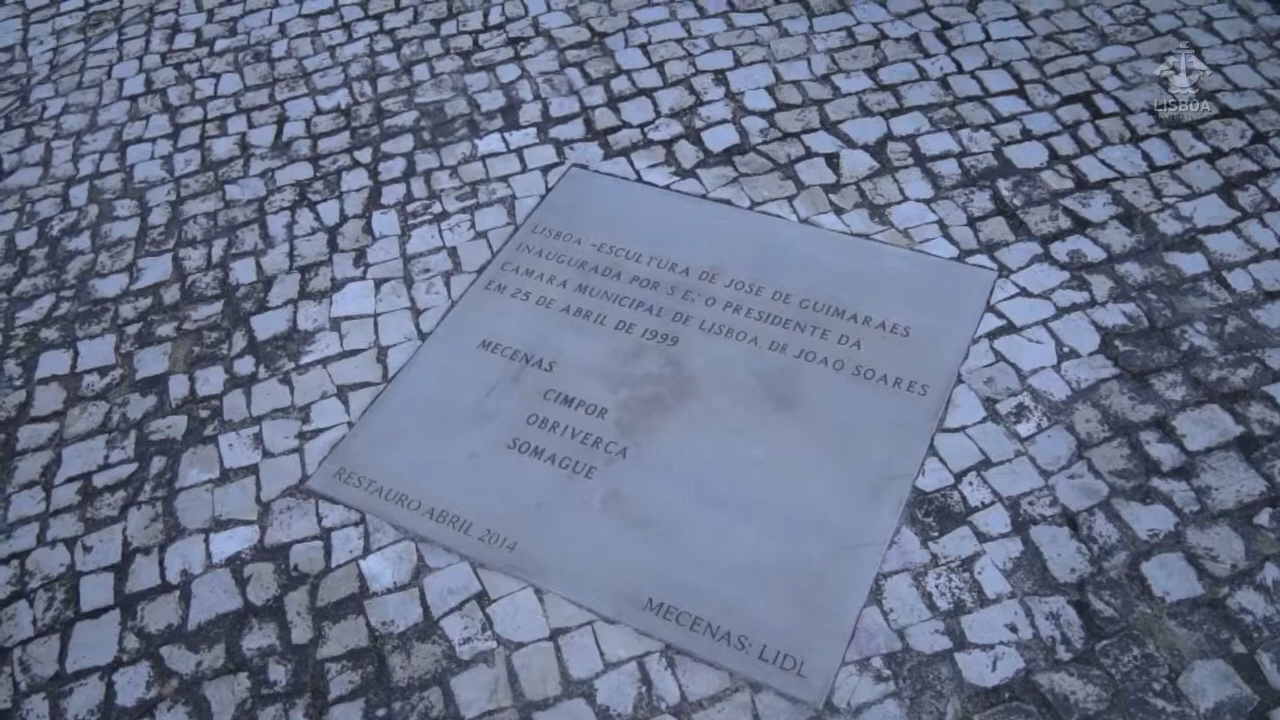 LISBOA
LISBOA - ESCULTURA DE JOSE DE GUIMARAES
INAUGURADA POR S EX. O PRESIDENTE DA
CAMARA MUNICIPAL DE LISBOA, DR JOAO SOARES
EM 25 DE ABRIL DE 1999
MECENAS
CIMPOR
OBRIVERCA
SOMAGUE
RESTAURO ABRIL 2014
MECENAS: LIDL